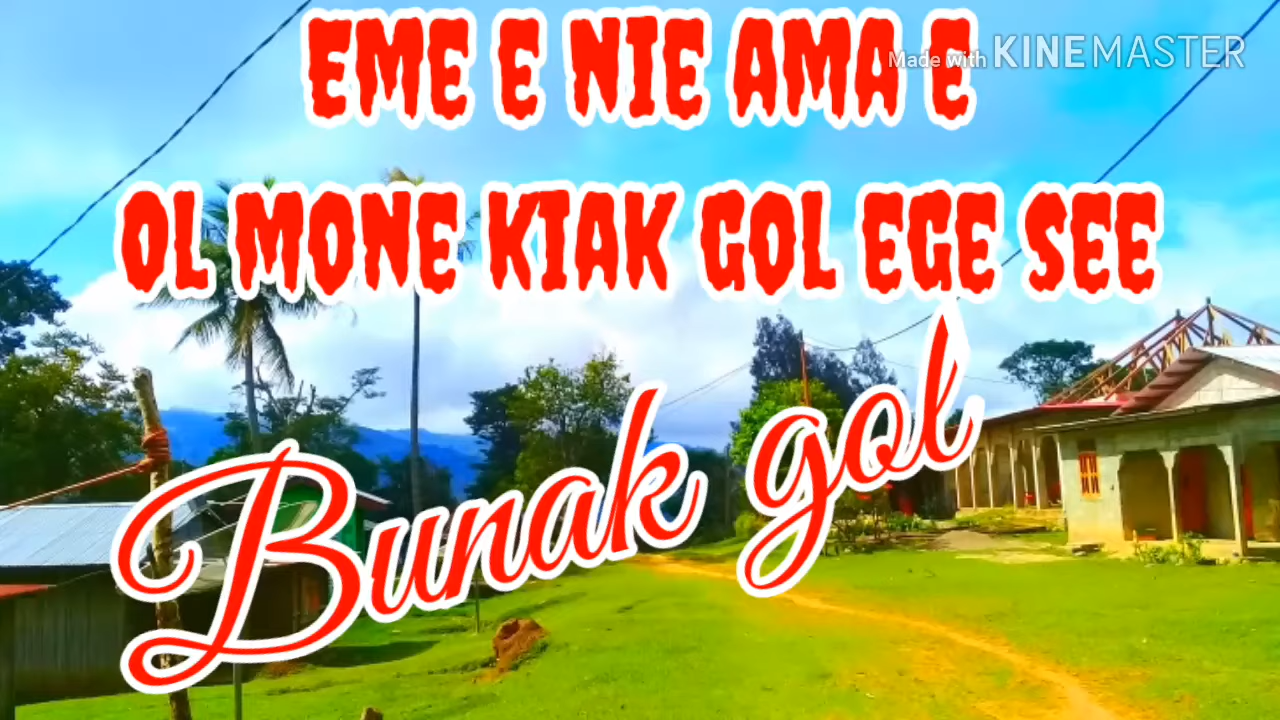 EME E NIE AMA E
Made with KINEMASTER
OL MONE KIAK GOL EGE SEE
Bunak gol